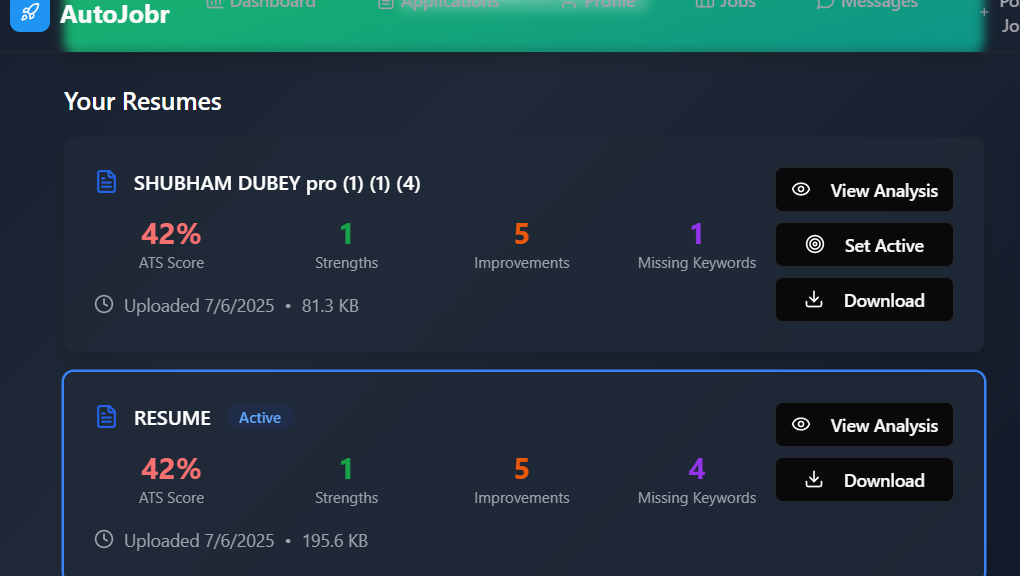 AutoJobr
Dashboard
Applications
Profile
Jobs
Messages
+
Po
Jo
Your Resumes
SHUBHAM DUBEY pro (1) (1) (4)
View Analysis
42%
1
5
1
ATS Score
Strengths
Improvements
Missing Keywords
Set Active
Uploaded 7/6/2025 • 81.3 KB
Download
RESUME
Active
View Analysis
42%
1
5
4
ATS Score
Strengths
Improvements
Missing Keywords
Download
Uploaded 7/6/2025 • 195.6 KB